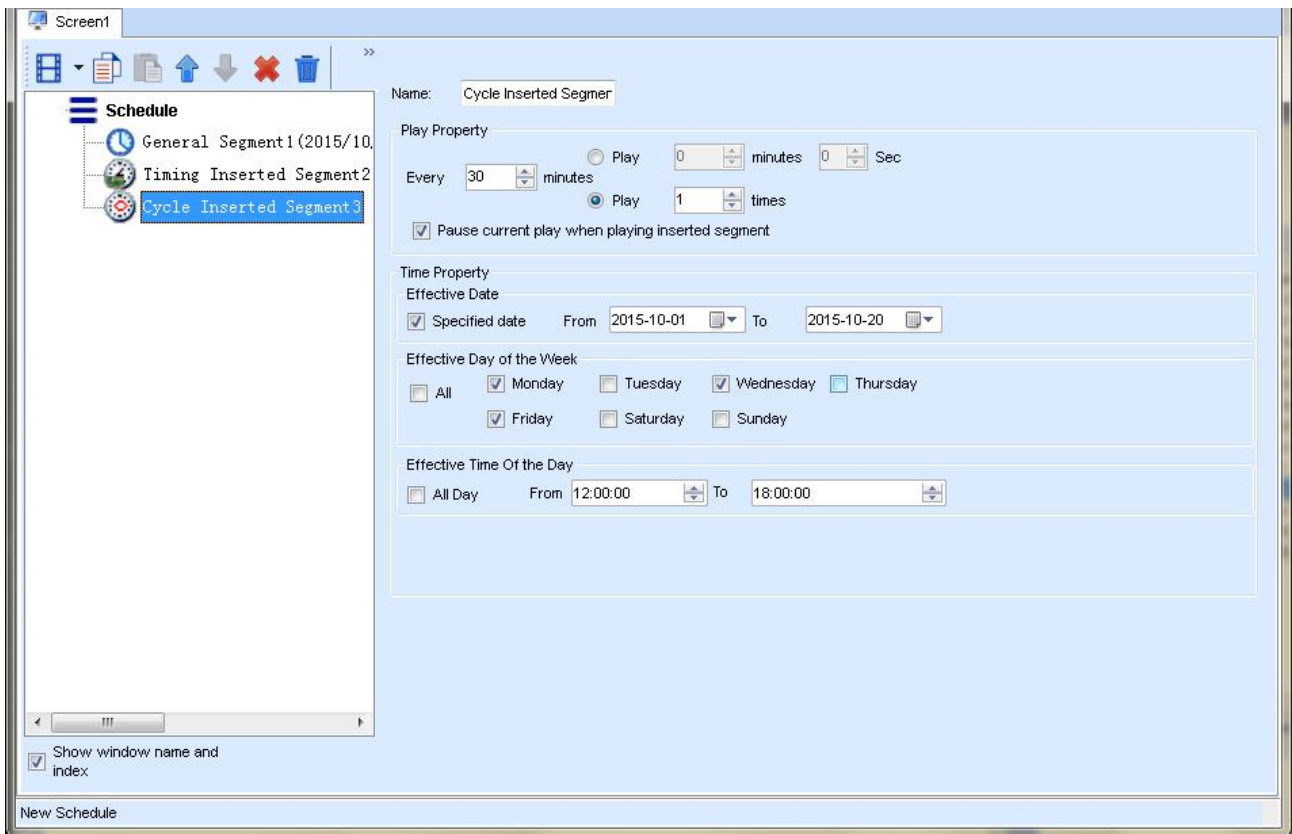 Screen1
»
Schedule
General Segment1(2015/10,
Timing Inserted Segment2
Cycle Inserted Segment3
Show window name and
index
Name: Cycle Inserted Segmer
Play Property
Play 0 minutes 0 Sec
Every 30 minutes
Play 1 times
Pause current play when playing inserted segment
Time Property
Effective Date
Specified date From 2015-10-01 To 2015-10-20
Effective Day of the Week
All Monday Tuesday Wednesday Thursday
Friday Saturday Sunday
Effective Time Of the Day
All Day From 12:00:00 To 18:00:00
New Schedule